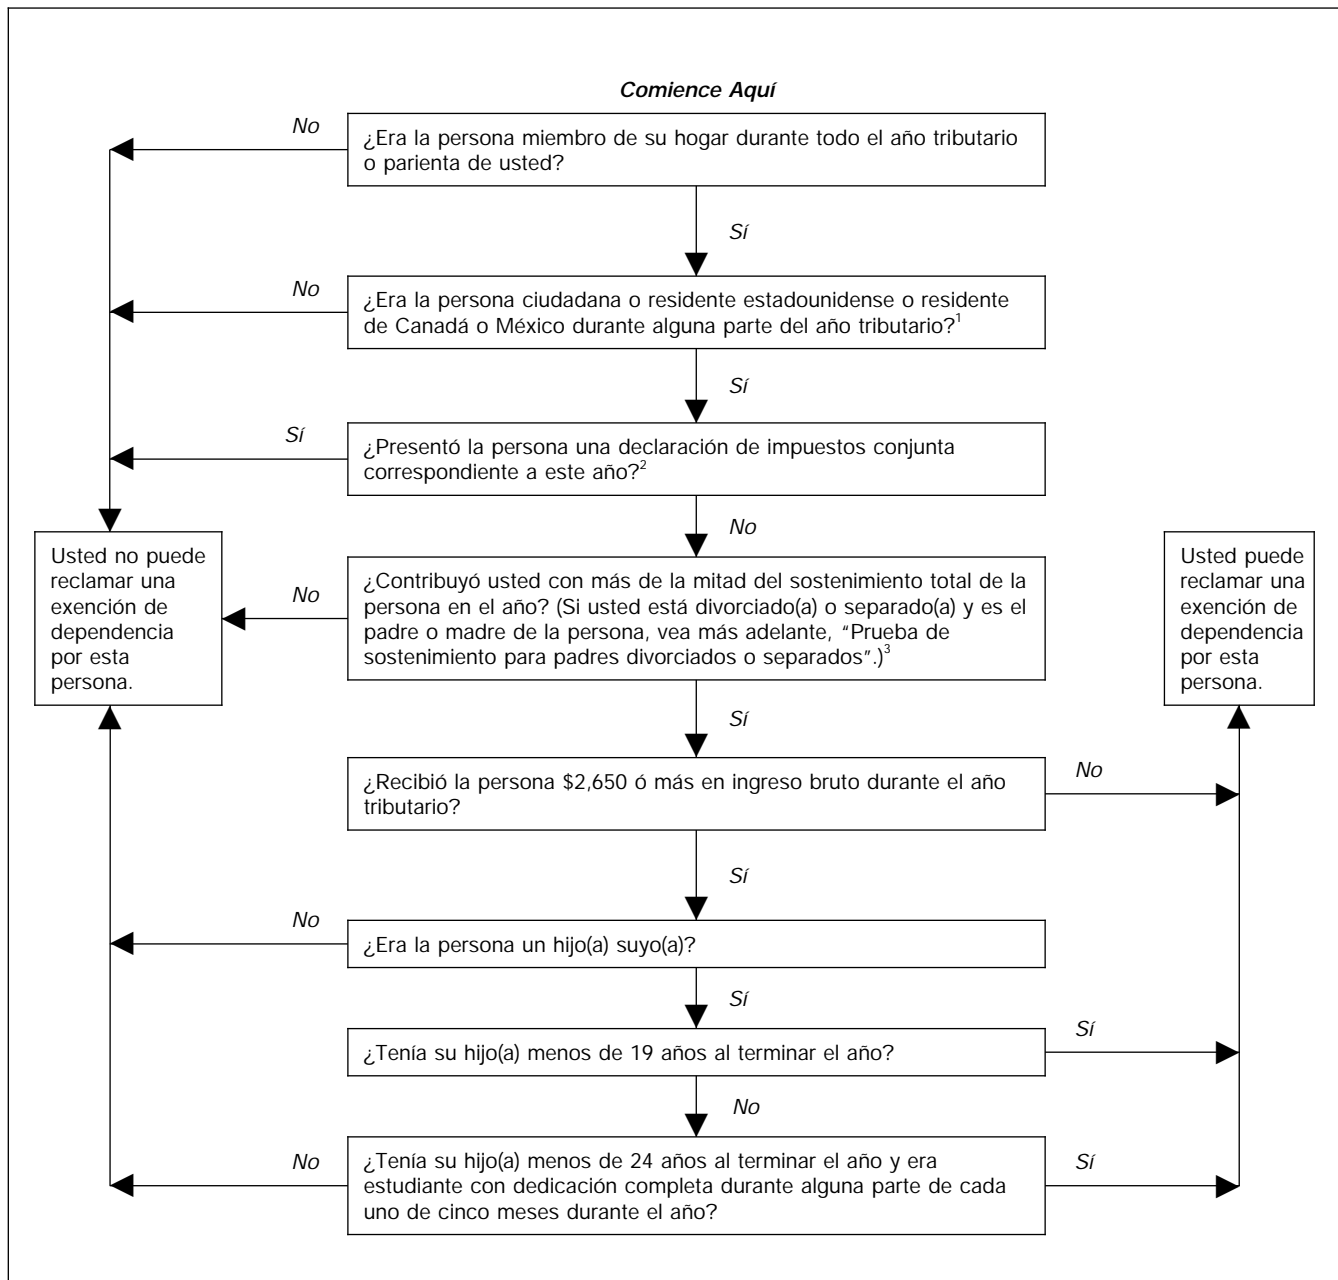 Comience Aquí
No
¿Era la persona miembro de su hogar durante todo el año tributario
o parienta de usted?
Sí
No
¿Era la persona ciudadana o residente estadounidense o residente
de Canadá o México durante alguna parte del año tributario?1
Sí
Sí
¿Presentó la persona una declaración de impuestos conjunta
correspondiente a este año?2
No
Usted no puede
reclamar una
exención de
dependencia
por esta
persona.
No
¿Contribuyó usted con más de la mitad del sostenimiento total de la
persona en el año? (Si usted está divorciado(a) o separado(a) y es el
padre o madre de la persona, vea más adelante, “Prueba de
sostenimiento para padres divorciados o separados”.)3
Usted puede
reclamar una
exención de
dependencia
por esta
persona.
Sí
¿Recibió la persona $2,650 ó más en ingreso bruto durante el año
tributario?
No
Sí
No
¿Era la persona un hijo(a) suyo(a)?
Sí
¿Tenía su hijo(a) menos de 19 años al terminar el año?
Sí
No
No
¿Tenía su hijo(a) menos de 24 años al terminar el año y era
estudiante con dedicación completa durante alguna parte de cada
uno de cinco meses durante el año?
Sí